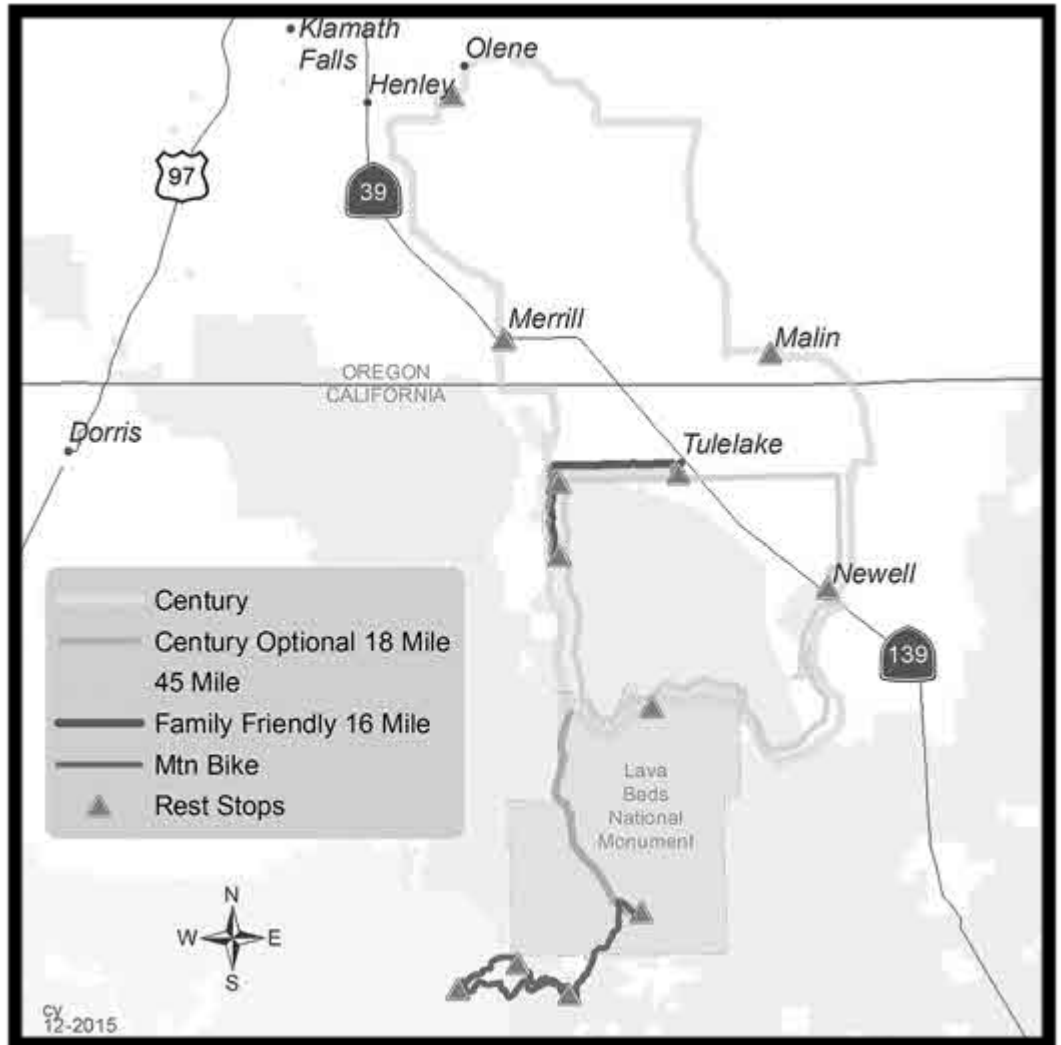 Klamath
Falls
Olene
Henley
97
39
Merrill
Malin
OREGON
CALIFORNIA
Dorris
Tulelake
Newell
Century
Century Optional 18 Mile
45 Mile
Family Friendly 16 Mile
Mtn Bike
Rest Stops
139
Lava
Beds
National
Monument
N
W
E
S
cy
12-2015